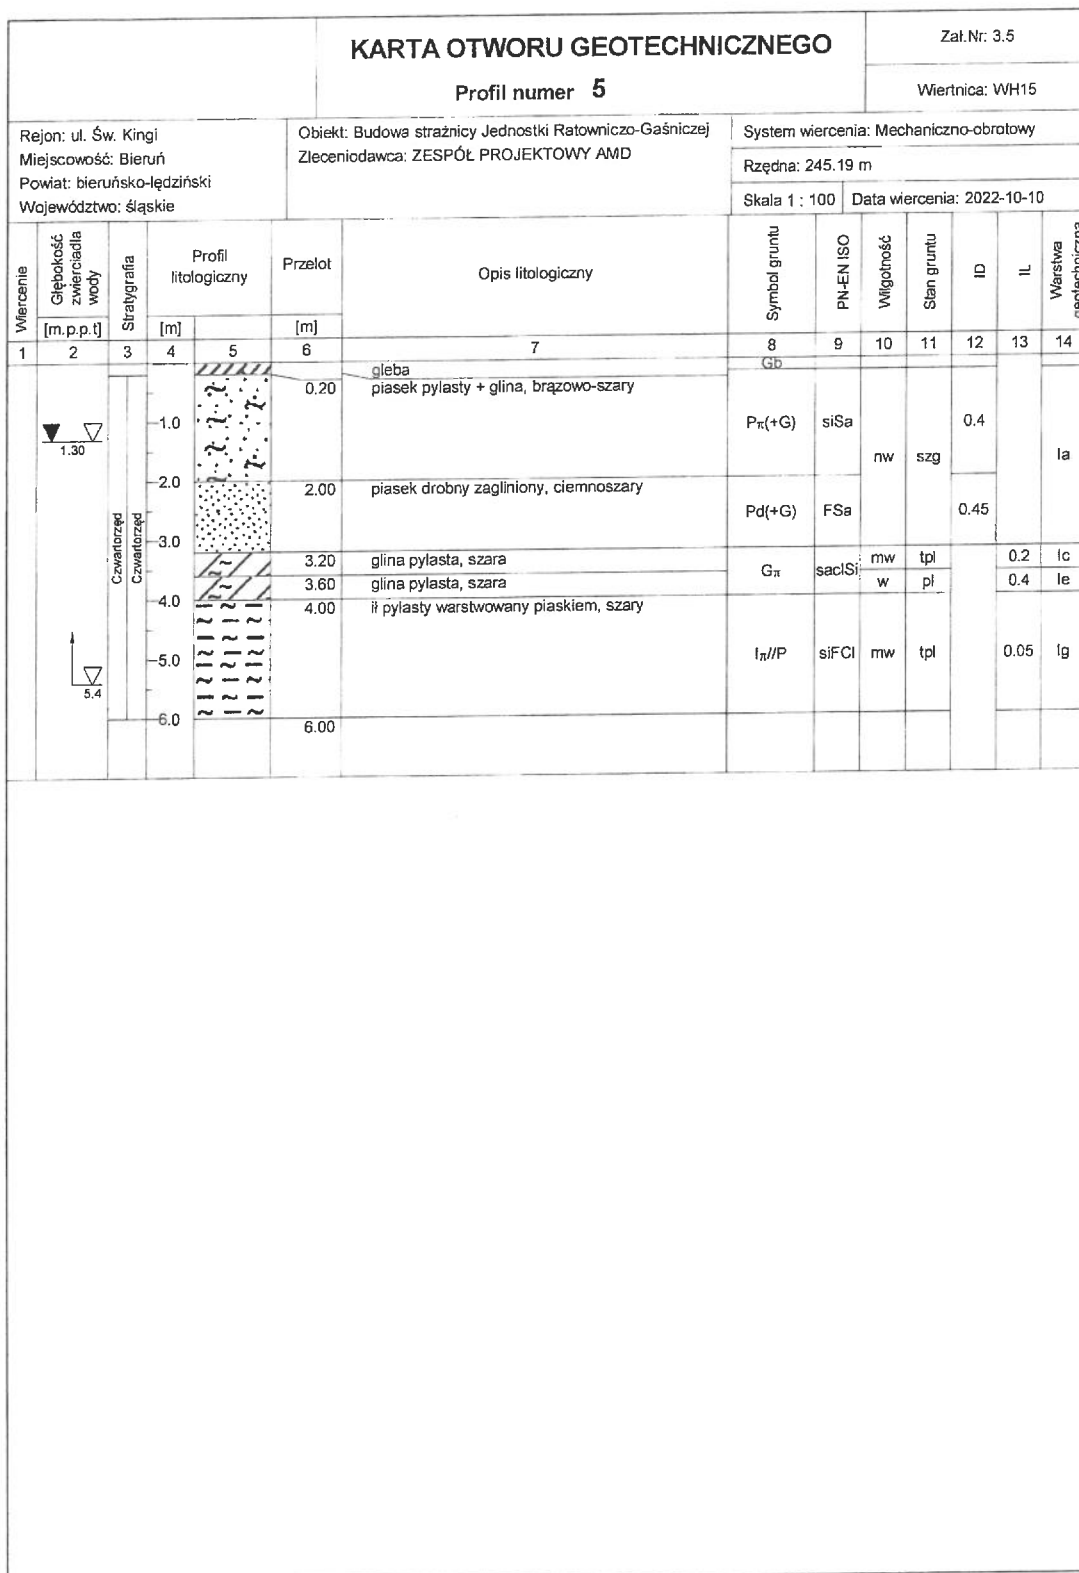 KARTA OTWORU GEOTECHNICZNEGO
Profil numer 5
Zał.Nr: 3.5
Wiertnica: WH15
Rejon: ul. Św. Kingi
Miejscowość: Bieruń
Powiat: bieruńsko-lędziński
Województwo: śląskie
Obiekt: Budowa strażnicy Jednostki Ratowniczo-Gaśniczej
Zleceniodawca: ZESPÓŁ PROJEKTOWY AMD
System wiercenia: Mechaniczno-obrotowy
Rzędna: 245.19 m
Skala 1 : 100 Data wiercenia: 2022-10-10
Wiercenie
Głębokość zwierciadła wody
[m.p.p.t]
Stratygrafia
Profil litologiczny
[m]
Przelot
[m]
Opis litologiczny
Symbol gruntu
PN-EN ISO
Wilgotność
Stan gruntu
ID
IL
Warstwa geotechniczna
1 2 3 4 5 6 7 8 9 10 11 12 13 14
gleba Gb
0.20 piasek pylasty + glina, brązowo-szary
1.0 Pπ(+G) siSa 0.4
1.30
nw szg Ia
2.0
2.00 piasek drobny zagliniony, ciemnoszary
Pd(+G) FSa 0.45
3.0
Czwartorzęd
Czwartorzęd
3.20 glina pylasta, szara mw tpl 0.2 Ic
Gπ saclSi
3.60 glina pylasta, szara w pl 0.4 Ie
4.0
4.00 ił pylasty warstwowany piaskiem, szary
5.0 Iπ//P siFCl mw tpl 0.05 Ig
5.4
6.0
6.00